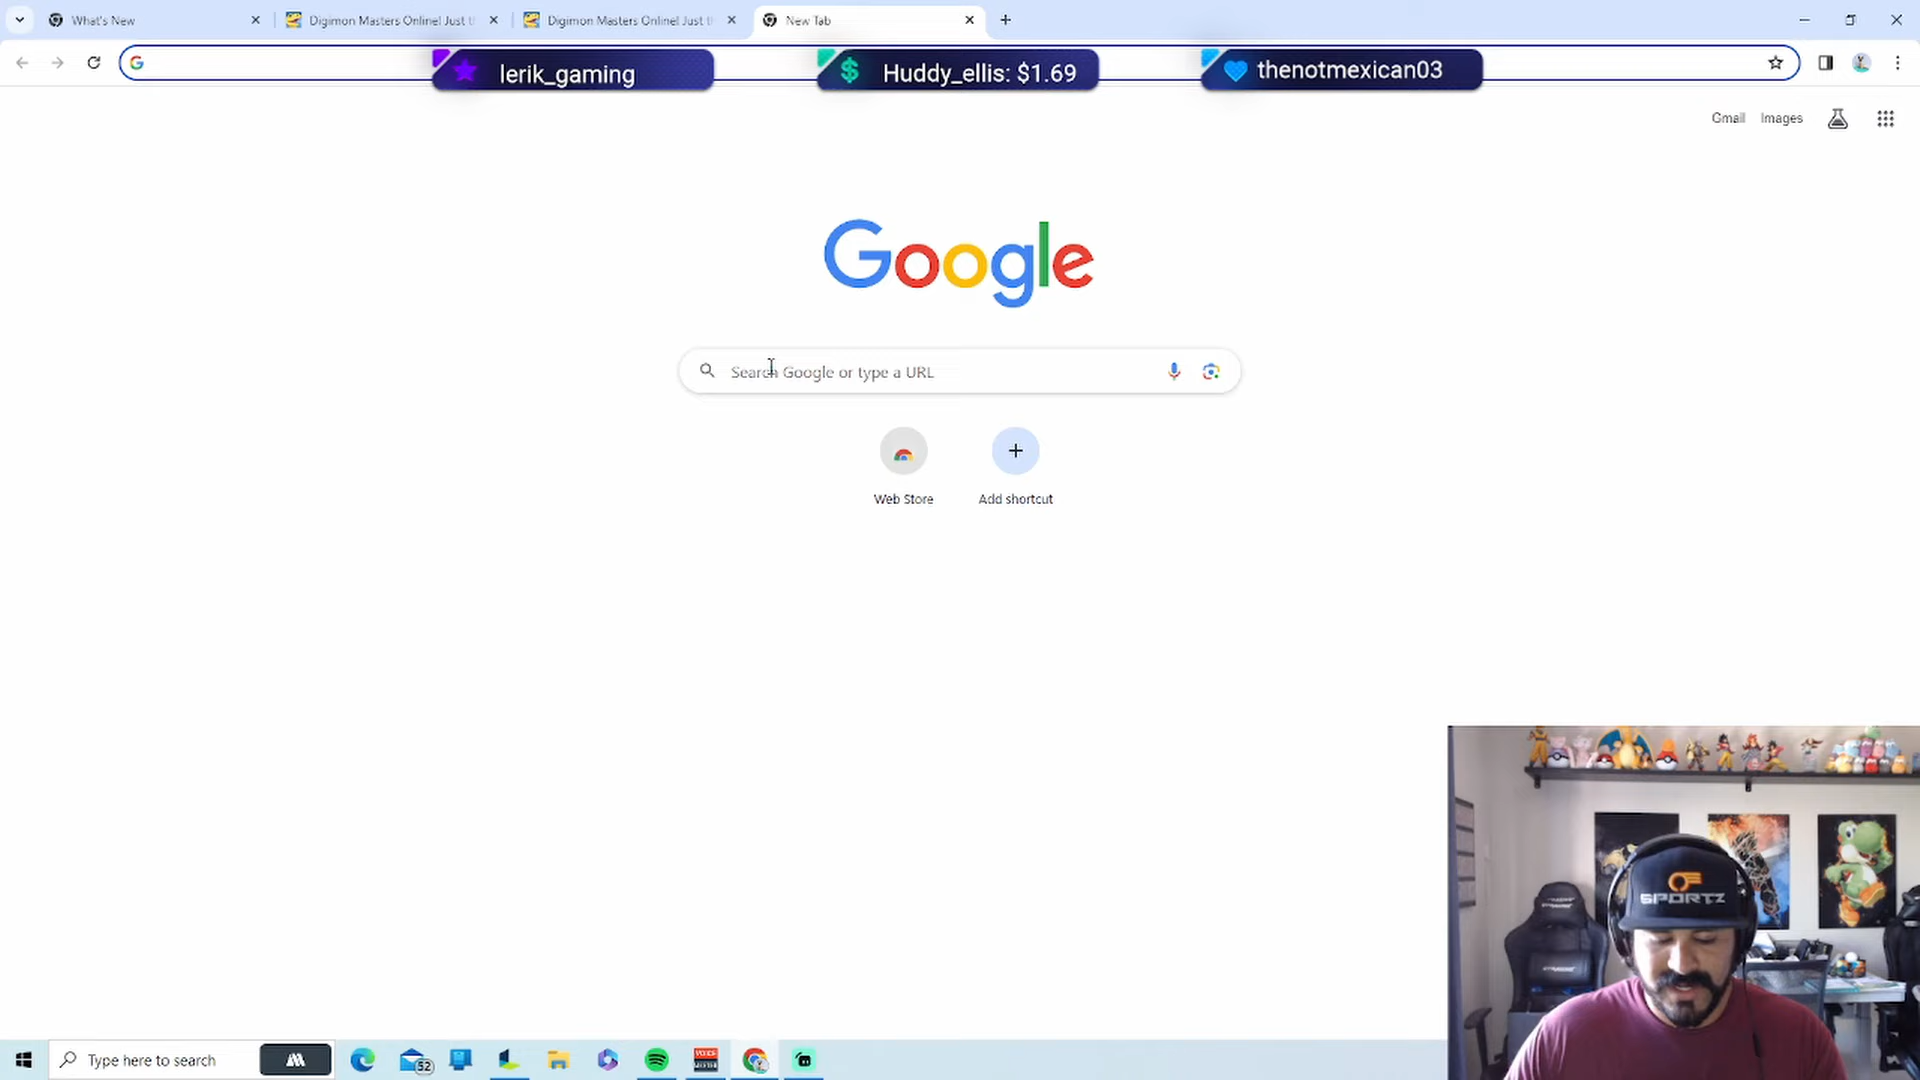 What's New
Digimon Masters Online! Just t
Digimon Masters Online! Just t
New Tab
lerik_gaming
Huddy_ellis: $1.69
thenotmexican03
Gmail
Images
Google
Search Google or type a URL
Web Store
Add shortcut
SPORTZ
Type here to search
52